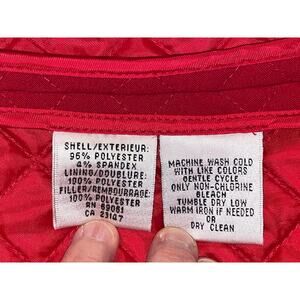 SHELL/EXTERIEUR:
96% POLYESTER
4% SPANDEX
LINING/DOUBLURE:
100% POLYESTER
FILLER/REMBOURRAGE:
100% POLYESTER
RN 69061
CA 23147
MACHINE WASH COLD
WITH LIKE COLORS
GENTLE CYCLE
ONLY NON-CHLORINE
BLEACH
TUMBLE DRY LOW
WARM IRON IF NEEDED
OR
DRY CLEAN